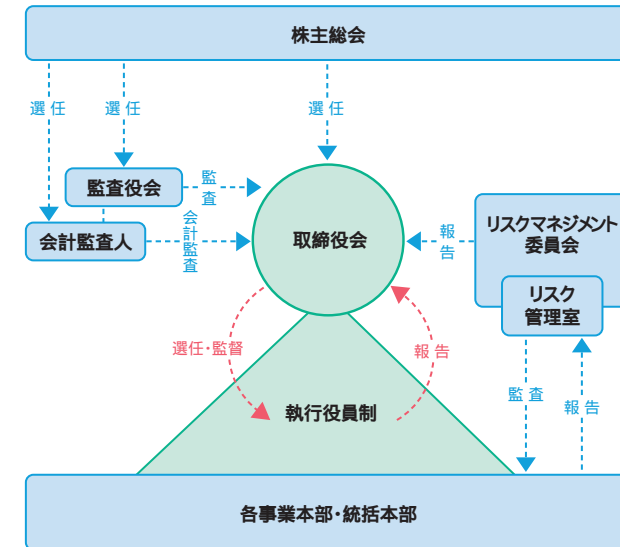 株主総会
選任
選任
選任
監査役会
監査
会計監査人
会計監査
取締役会
報告
リスクマネジメント
委員会
リスク
管理室
選任・監督
報告
執行役員制
監査
報告
各事業本部・統括本部